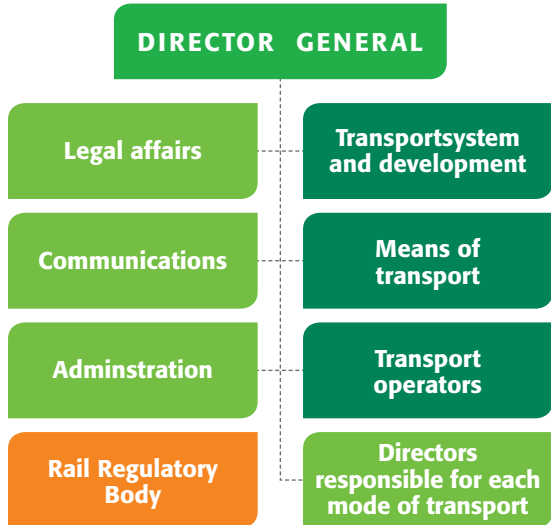 DIRECTOR GENERAL
Legal affairs
Transportsystem
and development
Communications
Means of
transport
Adminstration
Transport
operators
Rail Regulatory
Body
Directors
responsible for each
mode of transport